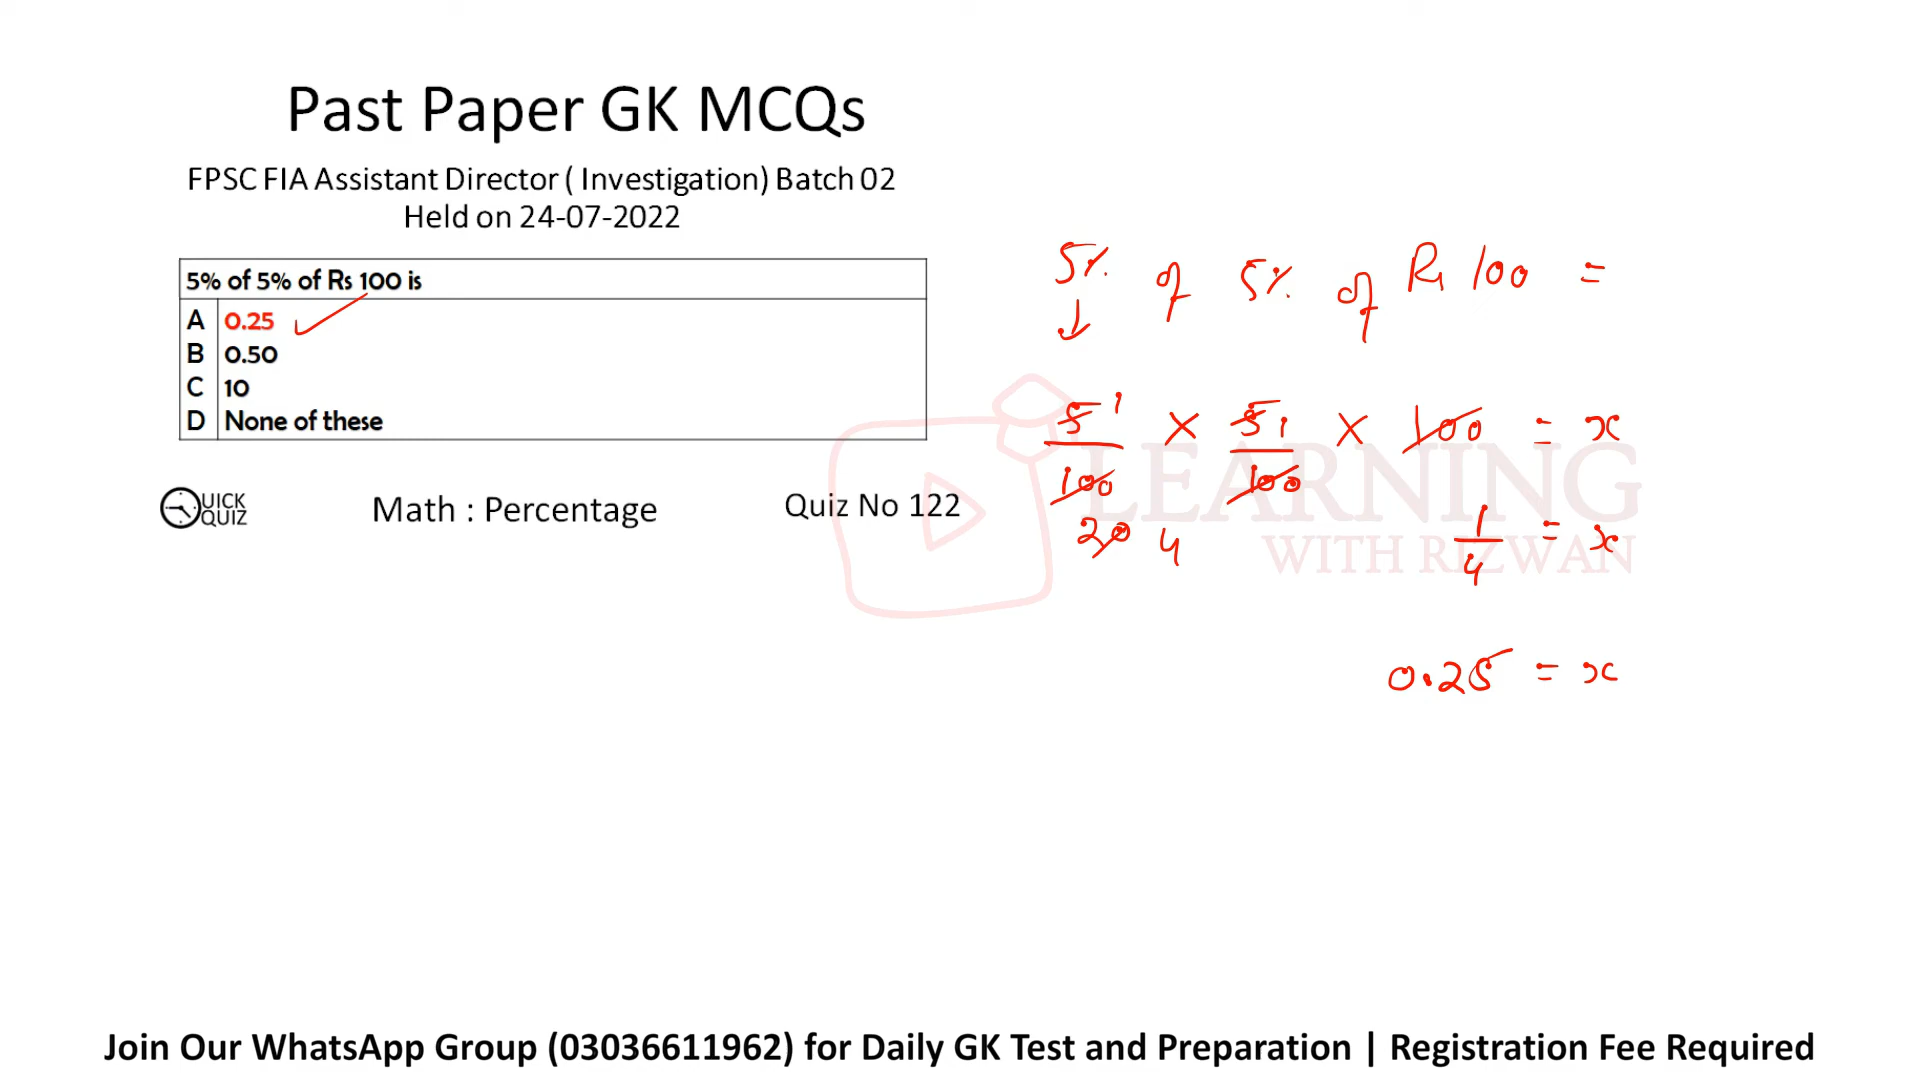 Past Paper GK MCQs
FPSC FIA Assistant Director ( Investigation) Batch 02
Held on 24-07-2022
5% of 5% of Rs 100 is
A 0.25
B 0.50
C 10
D None of these
QUICK QUIZ
Math : Percentage
Quiz No 122
5% of 5% of Rs 100 =
5 1 × 5 1 × 100 = x
100 100
20 4
1/4 = x
0.25 = x
LEARNING
WITH RIZWAN
Join Our WhatsApp Group (03036611962) for Daily GK Test and Preparation | Registration Fee Required